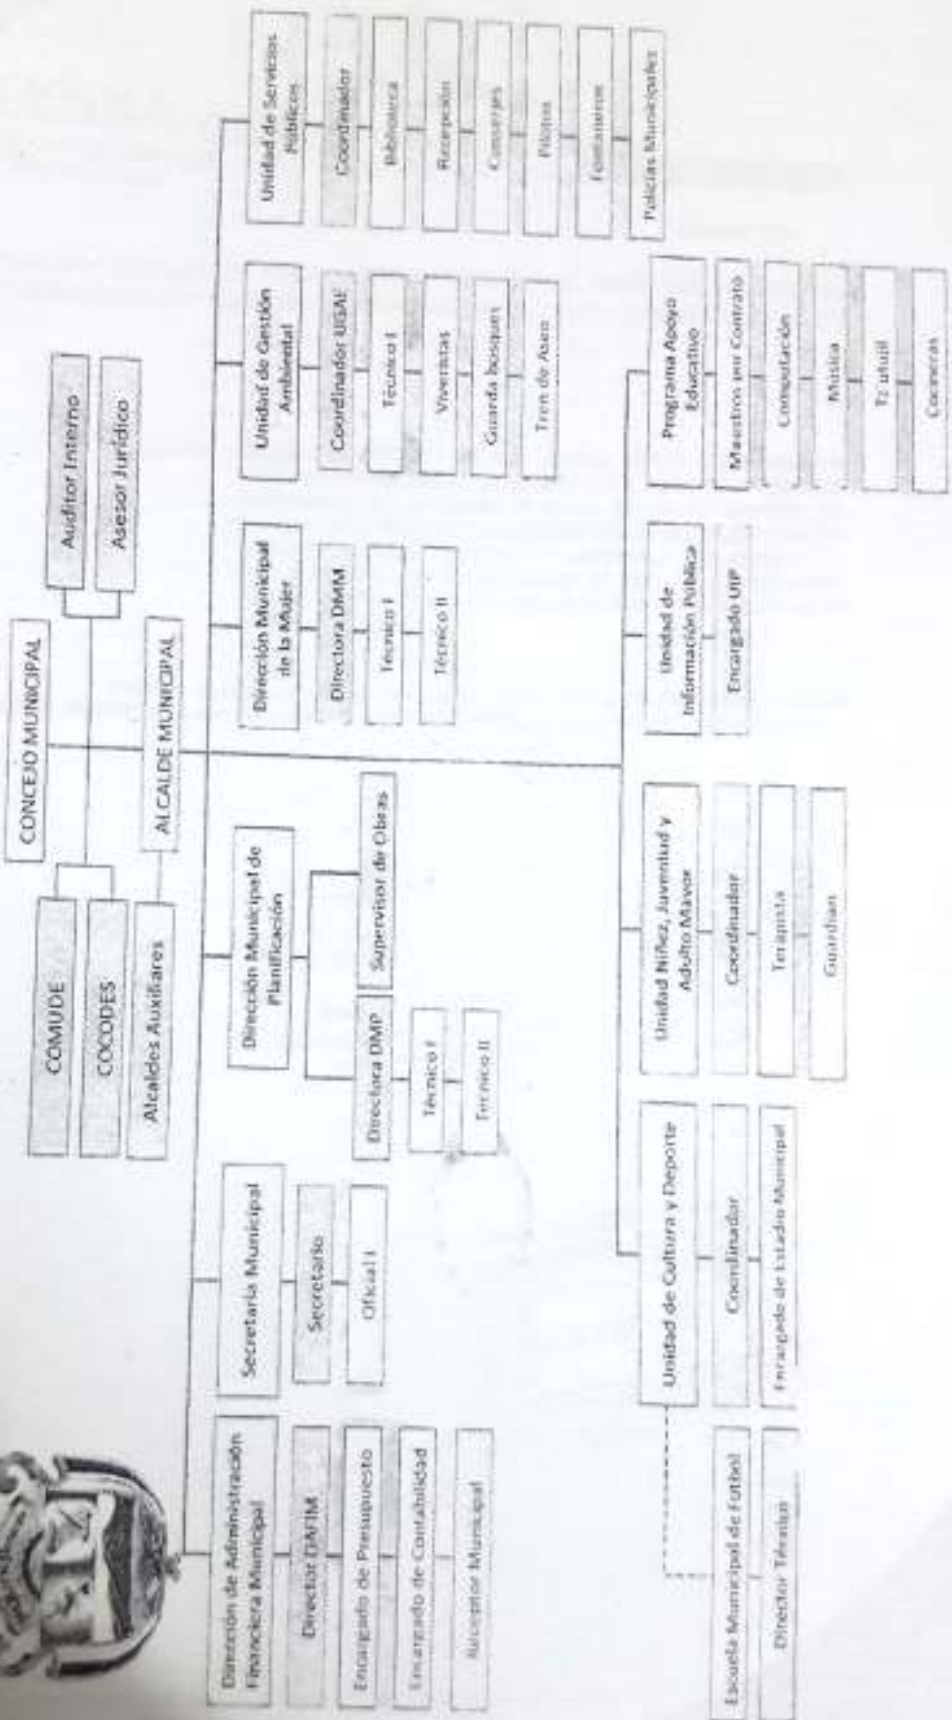 CONCEJO MUNICIPAL
COMUDE
COCODES
Auditor Interno
Asesor Jurídico
Alcaldes Auxiliares
ALCALDE MUNICIPAL
Dirección de Administración
Financiera Municipal
Director DAFIM
Encargado de Presupuesto
Encargado de Contabilidad
Receptor Municipal
Secretaría Municipal
Secretario
Oficial I
Dirección Municipal de
Planificación
Directora DMP
Técnico I
Tecnico II
Supervisor de Obras
Dirección Municipal
de la Mujer
Directora DMM
Técnico I
Técnico II
Unidad de Gestión
Ambiental
Coordinador UGAE
Técnico I
Viveristas
Guarda bosques
Tren de Aseo
Unidad de Servicios
Públicos
Coordinador
Biblioteca
Recepción
Conserjes
Pilotos
Fontaneros
Policías Municipales
Escuela Municipal de Futbol
Director Técnico
Unidad de Cultura y Deporte
Coordinador
Encargado de Estadio Municipal
Unidad Niñez, Juventud y
Adulto Mayor
Coordinador
Terapista
Guardian
Unidad de
Información Pública
Encargado UIP
Programa Apoyo
Educativo
Maestros por Contrato
Computación
Música
Tz utujil
Cocineras